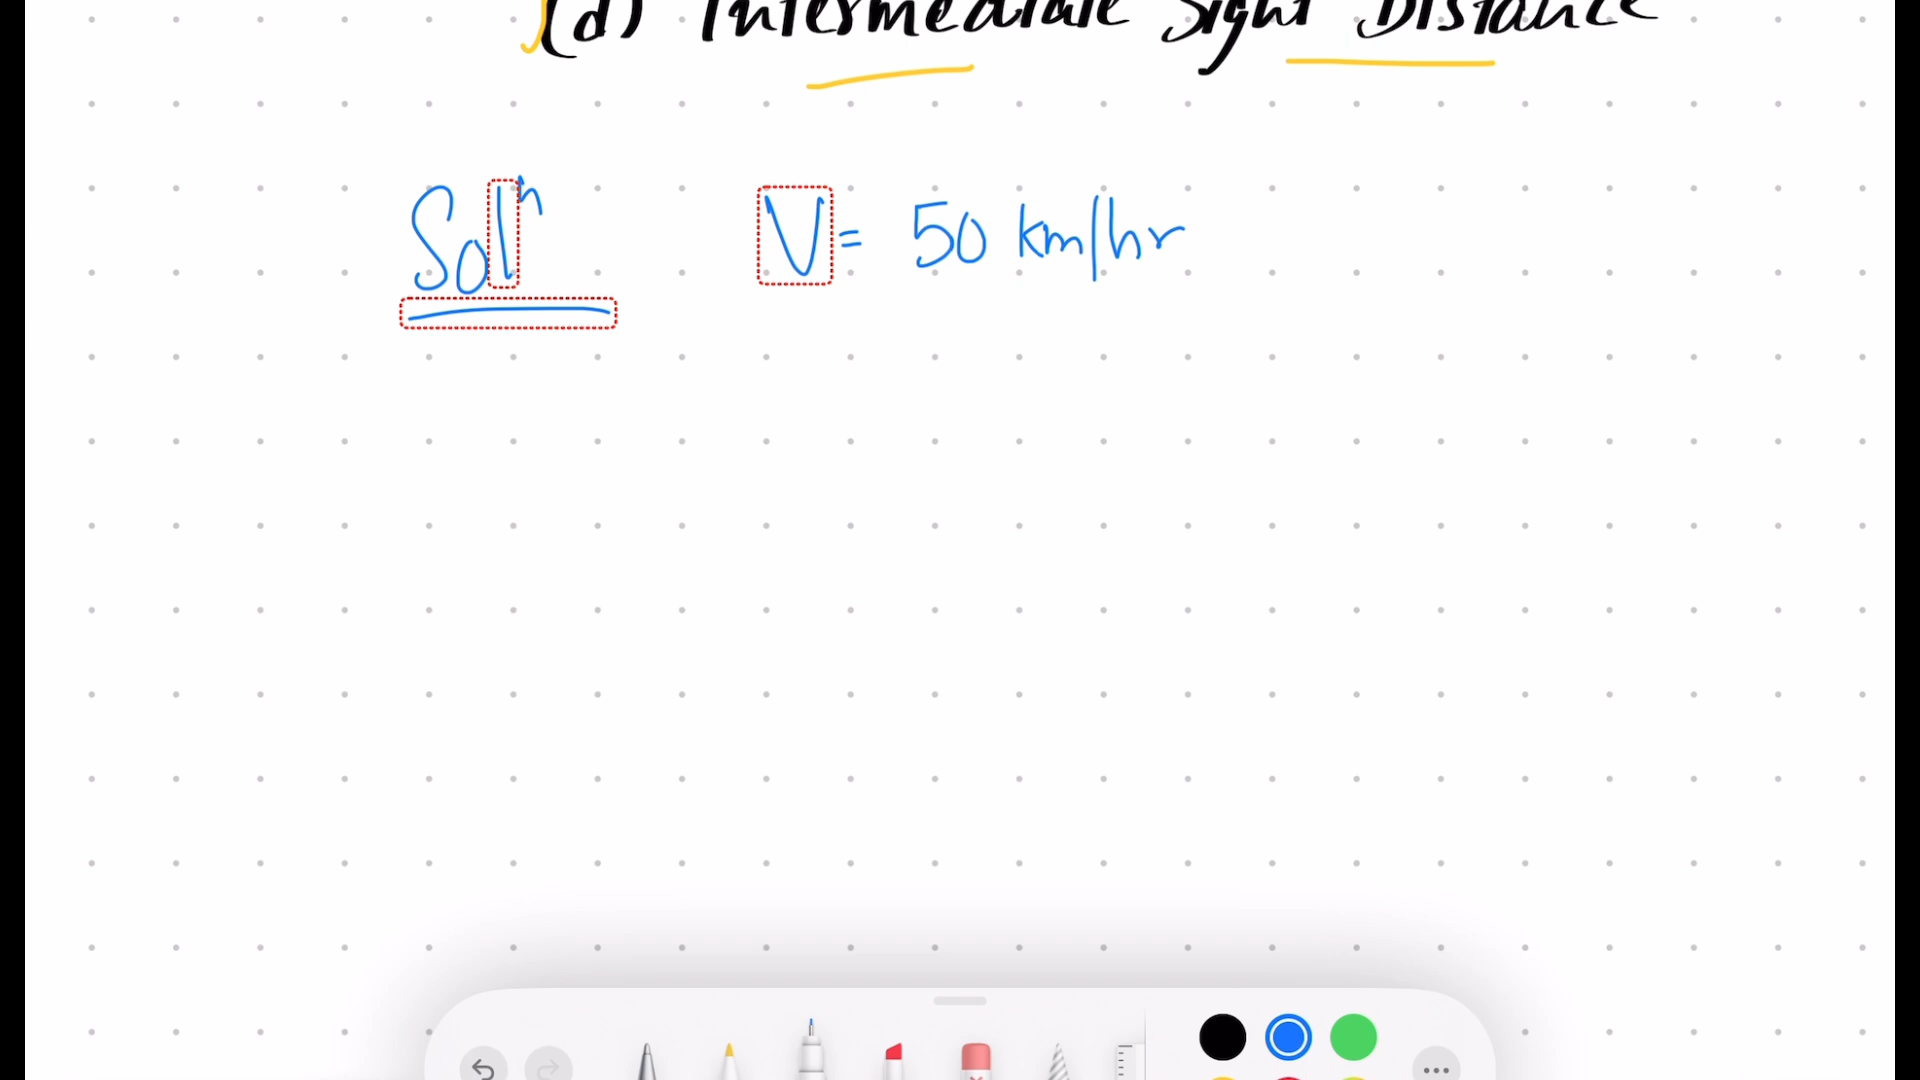 (d) Intermediate Sight Distance
Solⁿ V = 50 km/hr